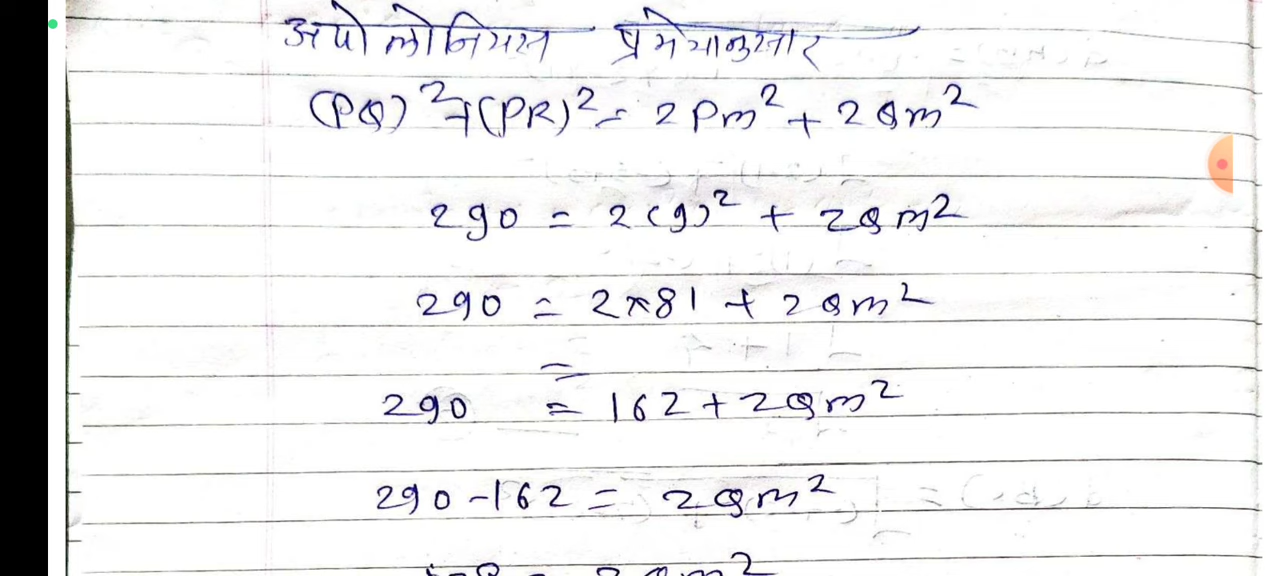 अपोलोनियस प्रमेयानुसार
(PQ)²+(PR)²= 2Pm² + 2Qm²
290 = 2(9)² + 2Qm²
290 = 2×81 + 2Qm²
=
290 = 162+2Qm²
290-162 = 2Qm²